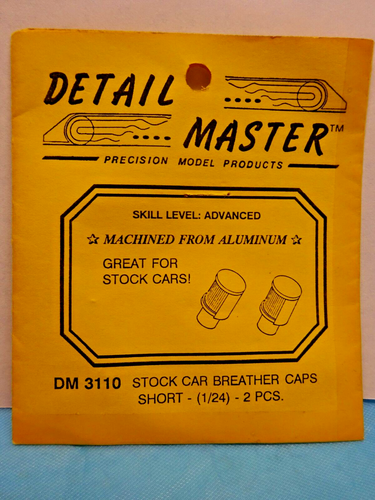 DETAIL
MASTER™
PRECISION MODEL PRODUCTS
SKILL LEVEL: ADVANCED
☆ MACHINED FROM ALUMINUM ☆
GREAT FOR
STOCK CARS!
DM 3110 STOCK CAR BREATHER CAPS
SHORT - (1/24) - 2 PCS.